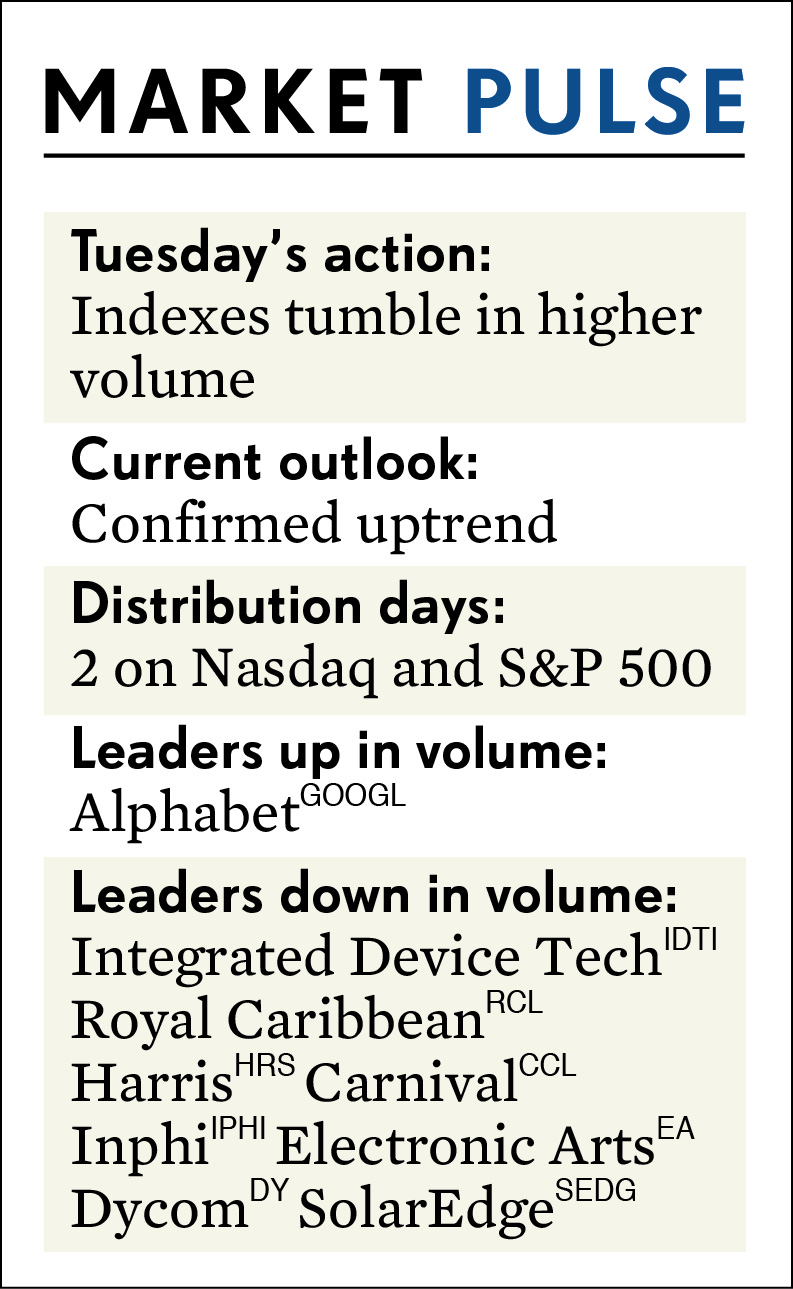 MARKET PULSE
Tuesday’s action:
Indexes tumble in higher
volume
Current outlook:
Confirmed uptrend
Distribution days:
2 on Nasdaq and S&P 500
Leaders up in volume:
Alphabet GOOGL
Leaders down in volume:
Integrated Device Tech IDTI
Royal Caribbean RCL
Harris HRS Carnival CCL
Inphi IPHI Electronic Arts EA
Dycom DY SolarEdge SEDG